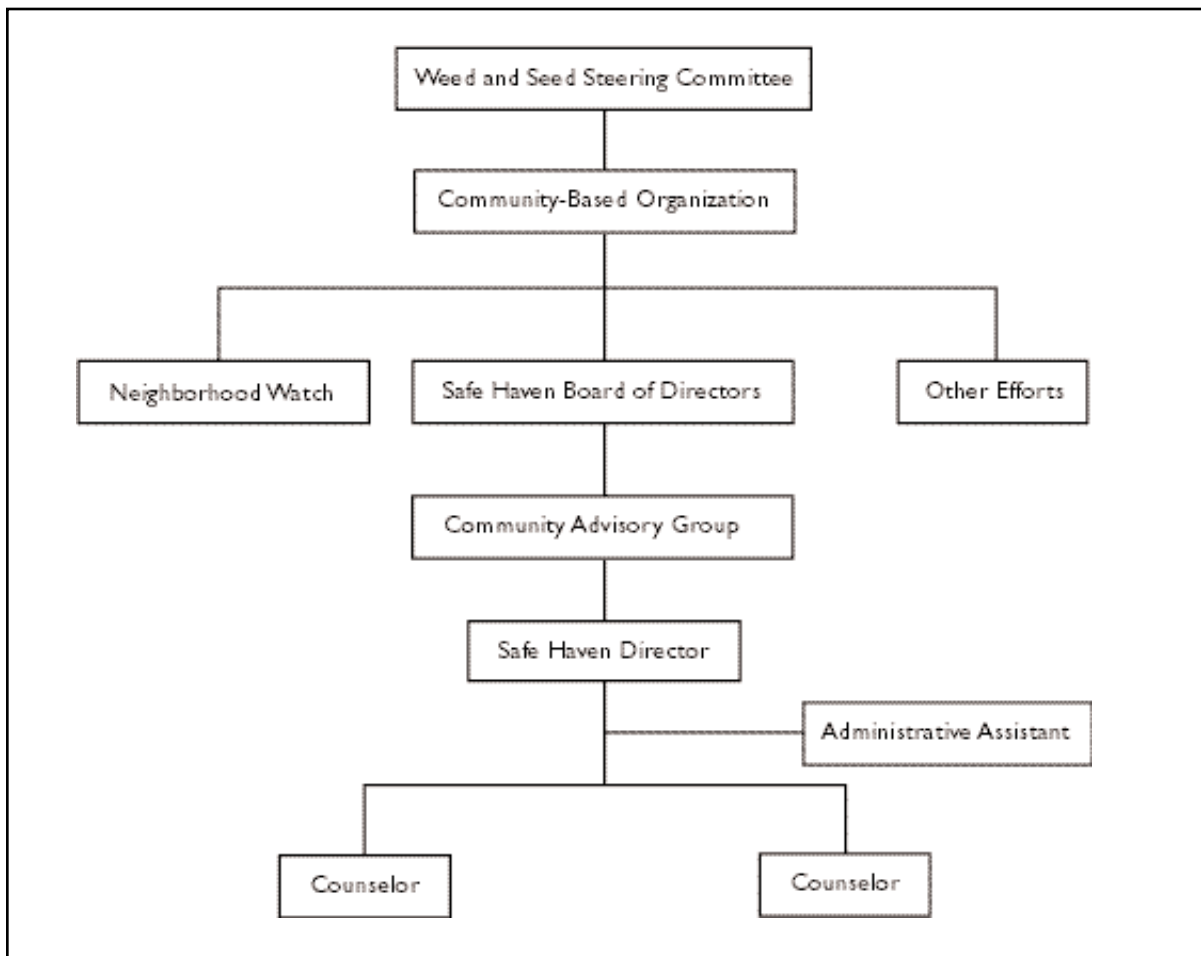 Weed and Seed Steering Committee
Community-Based Organization
Neighborhood Watch
Safe Haven Board of Directors
Other Efforts
Community Advisory Group
Safe Haven Director
Administrative Assistant
Counselor
Counselor